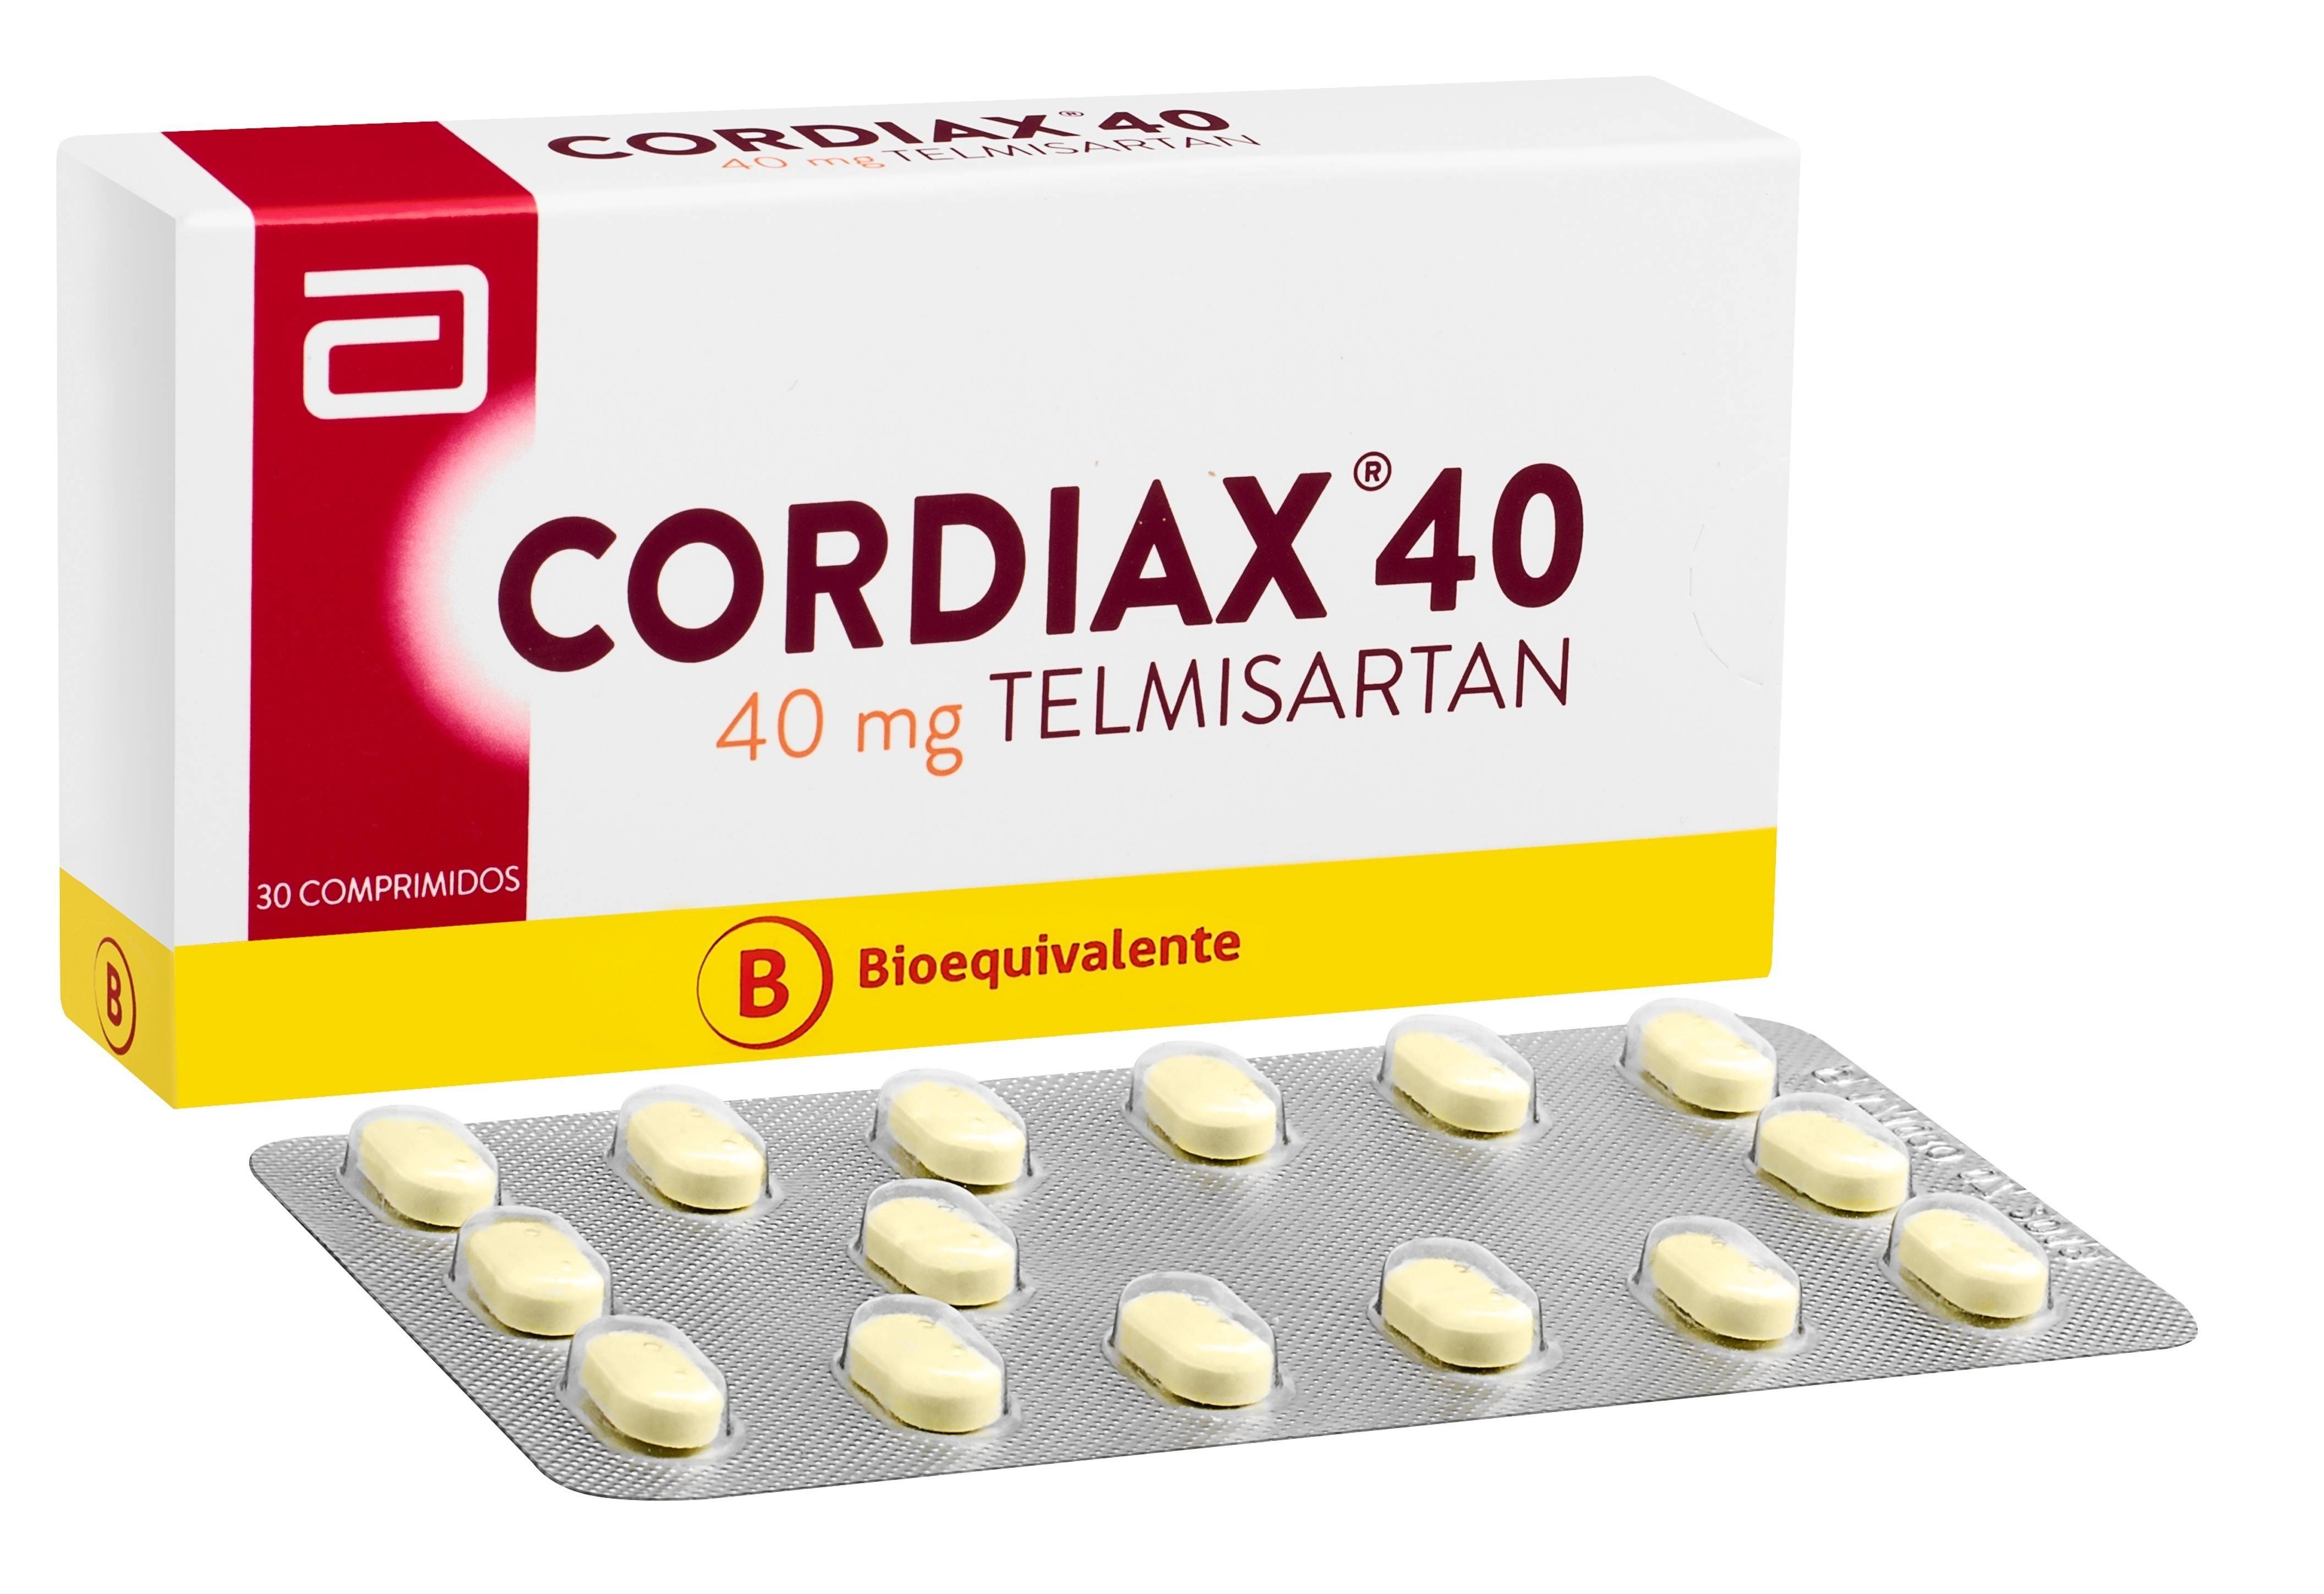 CORDIAX® 40
40 mg TELMISARTAN
CORDIAX® 40
40 mg TELMISARTAN
30 COMPRIMIDOS
B Bioequivalente
B